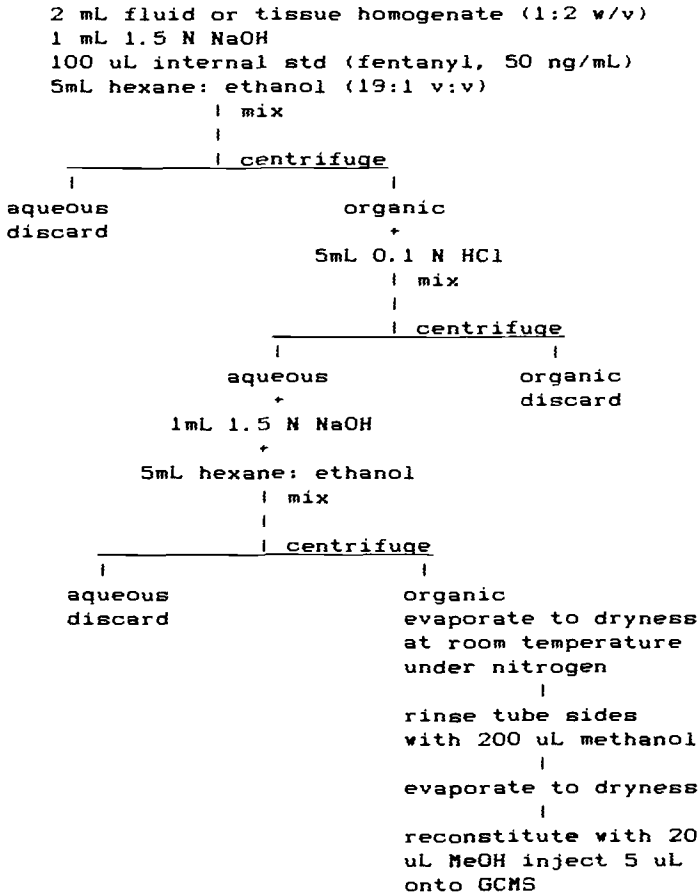 2 mL fluid or tissue homogenate (1:2 w/v)
1 mL 1.5 N NaOH
100 uL internal std (fentanyl, 50 ng/mL)
5mL hexane: ethanol (19:1 v:v)
mix
centrifuge
aqueous organic
discard +
5mL 0.1 N HCl
mix
centrifuge
aqueous organic
+ discard
1mL 1.5 N NaOH
+
5mL hexane: ethanol
mix
centrifuge
aqueous organic
discard evaporate to dryness
at room temperature
under nitrogen
rinse tube sides
with 200 uL methanol
evaporate to dryness
reconstitute with 20
uL MeOH inject 5 uL
onto GCMS